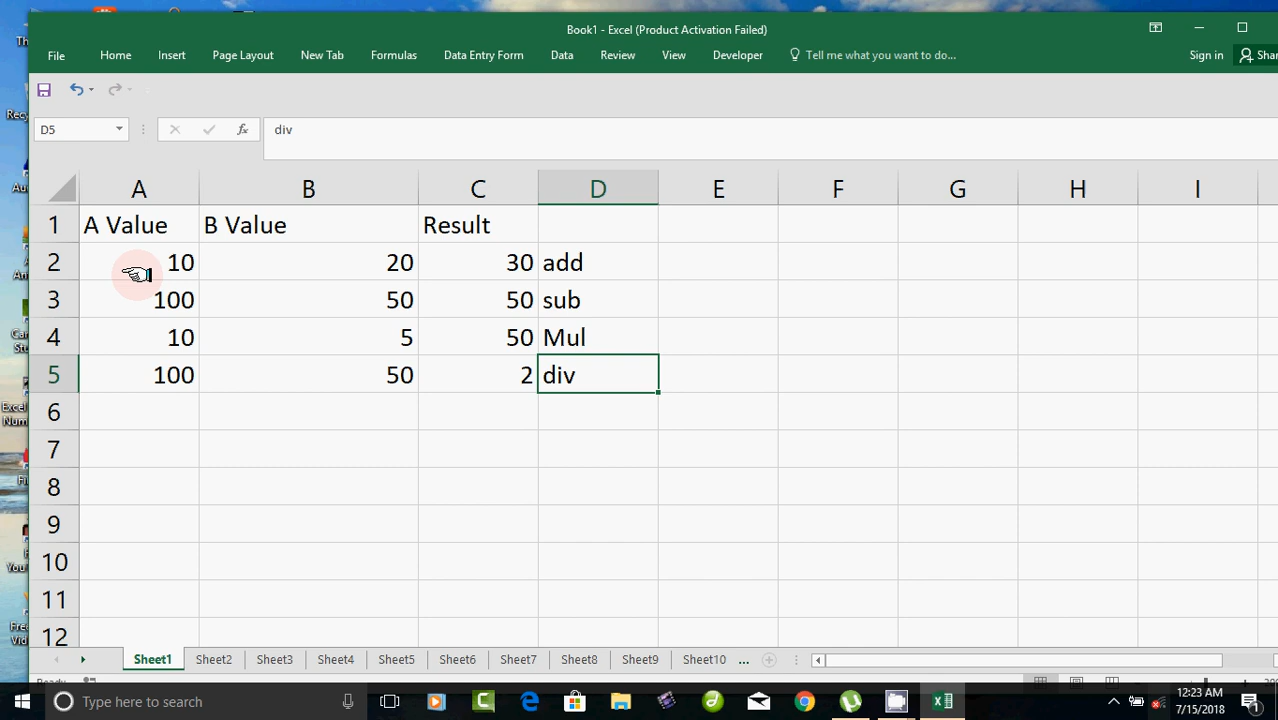 Book1 - Excel (Product Activation Failed)
File Home Insert Page Layout New Tab Formulas Data Entry Form Data Review View Developer Tell me what you want to do... Sign in Shar
D5 fx div
A B C D E F G H I
1 A Value B Value Result
2 10 20 30 add
3 100 50 50 sub
4 10 5 50 Mul
5 100 50 2 div
6
7
8
9
10
11
12
Sheet1 Sheet2 Sheet3 Sheet4 Sheet5 Sheet6 Sheet7 Sheet8 Sheet9 Sheet10 ...
Type here to search
12:23 AM
7/15/2018